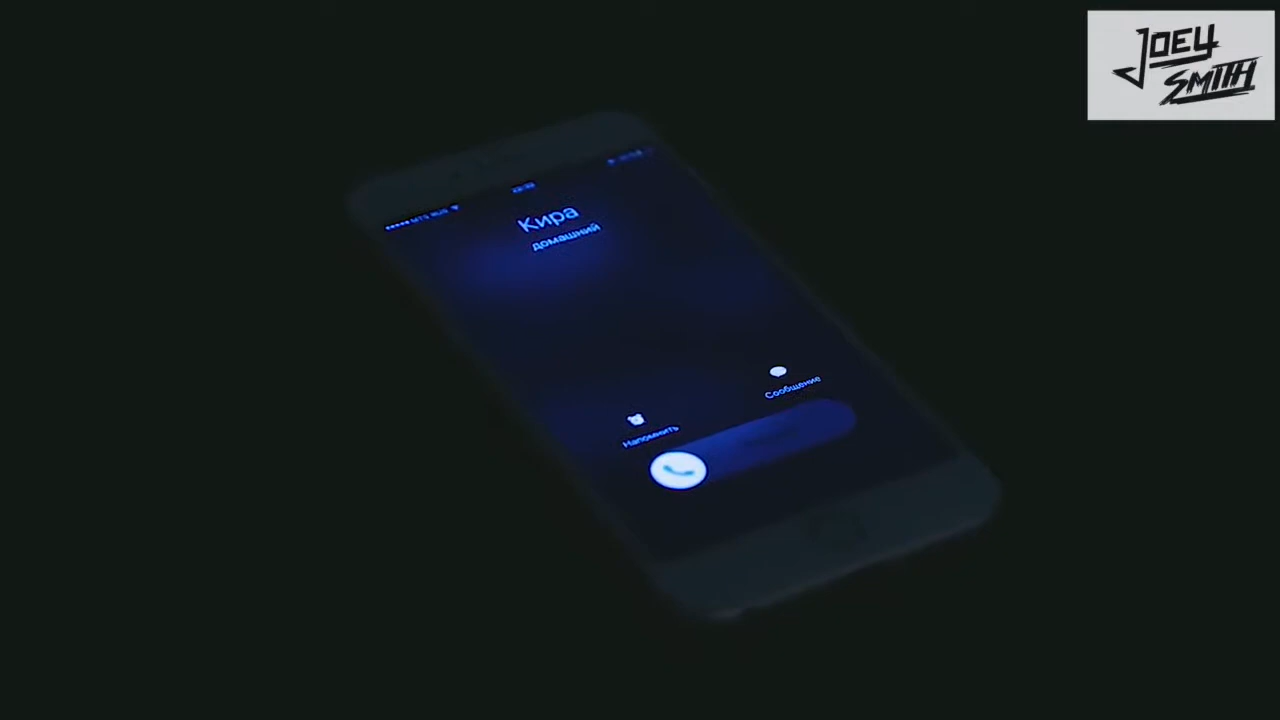 JOEY
SMITH
Кира
домашний
Сообщение
Напомнить